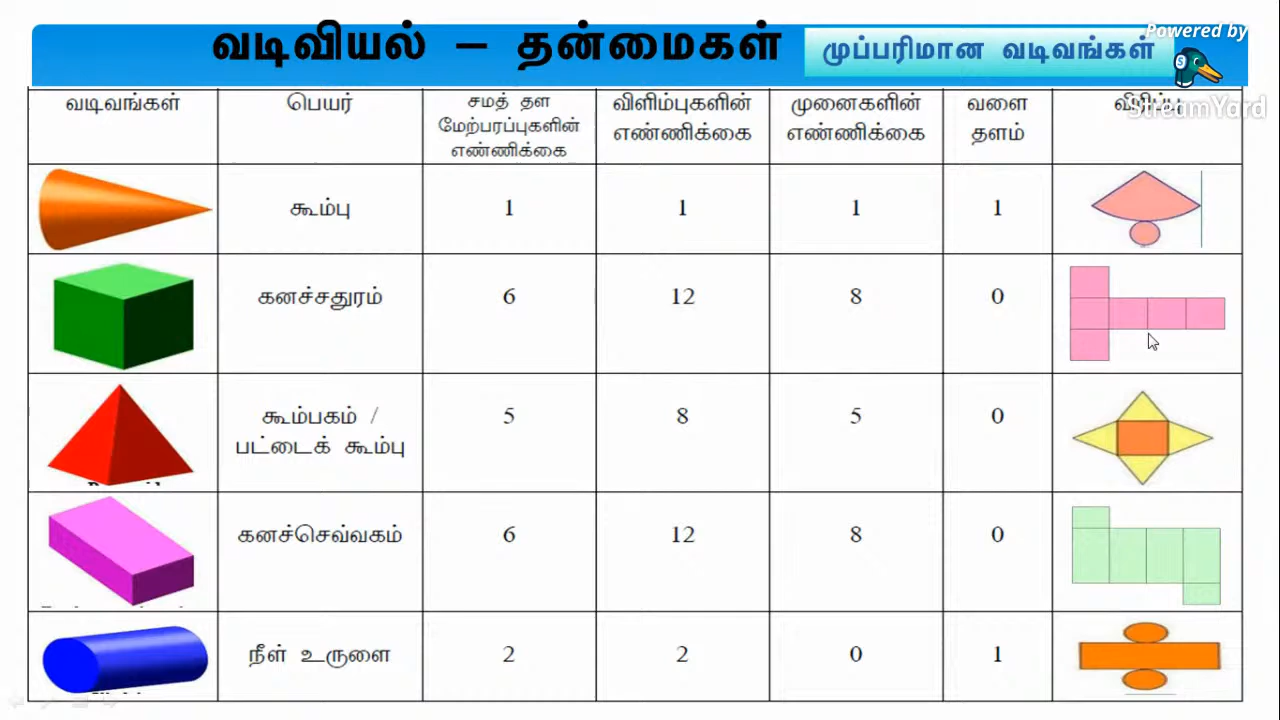 வடிவியல் – தன்மைகள்
முப்பரிமான வடிவங்கள்
Powered by
StreamYard
வடிவங்கள்
பெயர்
சமத் தள
மேற்பரப்புகளின்
எண்ணிக்கை
விளிம்புகளின்
எண்ணிக்கை
முனைகளின்
எண்ணிக்கை
வளை
தளம்
விரிப்பு
கூம்பு
1
1
1
1
கனச்சதுரம்
6
12
8
0
கூம்பகம் /
பட்டைக் கூம்பு
5
8
5
0
கனச்செவ்வகம்
6
12
8
0
நீள் உருளை
2
2
0
1